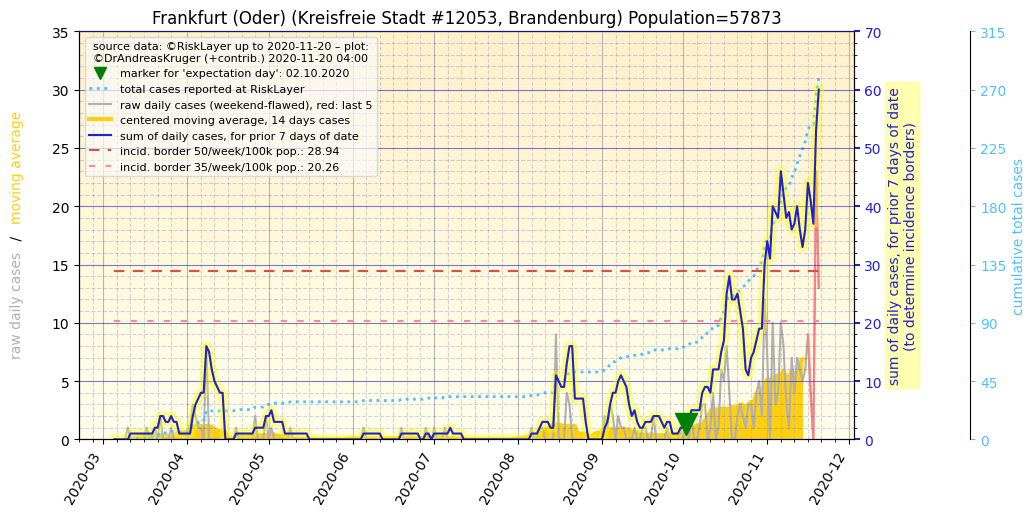 Frankfurt (Oder) (Kreisfreie Stadt #12053, Brandenburg) Population=57873
source data: ©RiskLayer up to 2020-11-20 – plot:
©DrAndreasKruger (+contrib.) 2020-11-20 04:00
marker for 'expectation day': 02.10.2020
total cases reported at RiskLayer
raw daily cases (weekend-flawed), red: last 5
centered moving average, 14 days cases
sum of daily cases, for prior 7 days of date
incid. border 50/week/100k pop.: 28.94
incid. border 35/week/100k pop.: 20.26
raw daily cases / moving average
35
30
25
20
15
10
5
0
70
60
50
40
30
20
10
0
sum of daily cases, for prior 7 days of date
(to determine incidence borders)
315
270
225
180
135
90
45
0
cumulative total cases
2020-03
2020-04
2020-05
2020-06
2020-07
2020-08
2020-09
2020-10
2020-11
2020-12